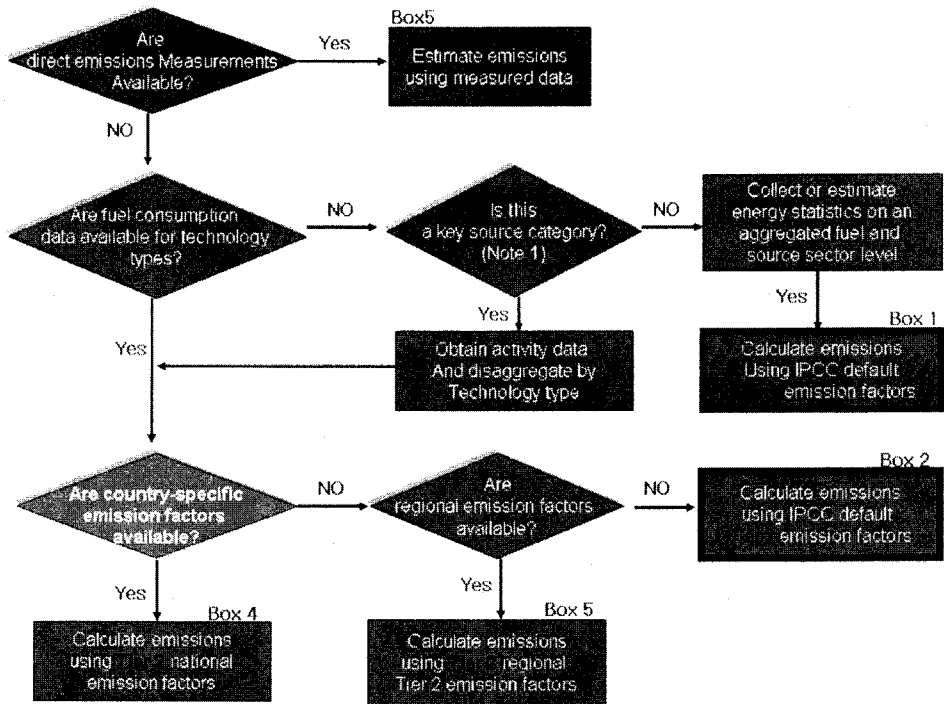 Box5
Are
direct emissions Measurements
Available?
Yes
Estimate emissions
using measured data
NO
Are fuel consumption
data available for technology
types?
NO
Is this
a key source category?
(Note 1)
NO
Collect or estimate
energy statistics on an
aggregated fuel and
source sector level
Yes
Yes
Yes
Box 1
Obtain activity data
And disaggregate by
Technology type
Calculate emissions
Using IPCC default
emission factors
Are country-specific
emission factors
available?
NO
Are
regional emission factors
available?
NO
Box 2
Calculate emissions
using IPCC default
emission factors
Yes
Yes
Box 4
Calculate emissions
using national
emission factors
Box 5
Calculate emissions
using regional
Tier 2 emission factors